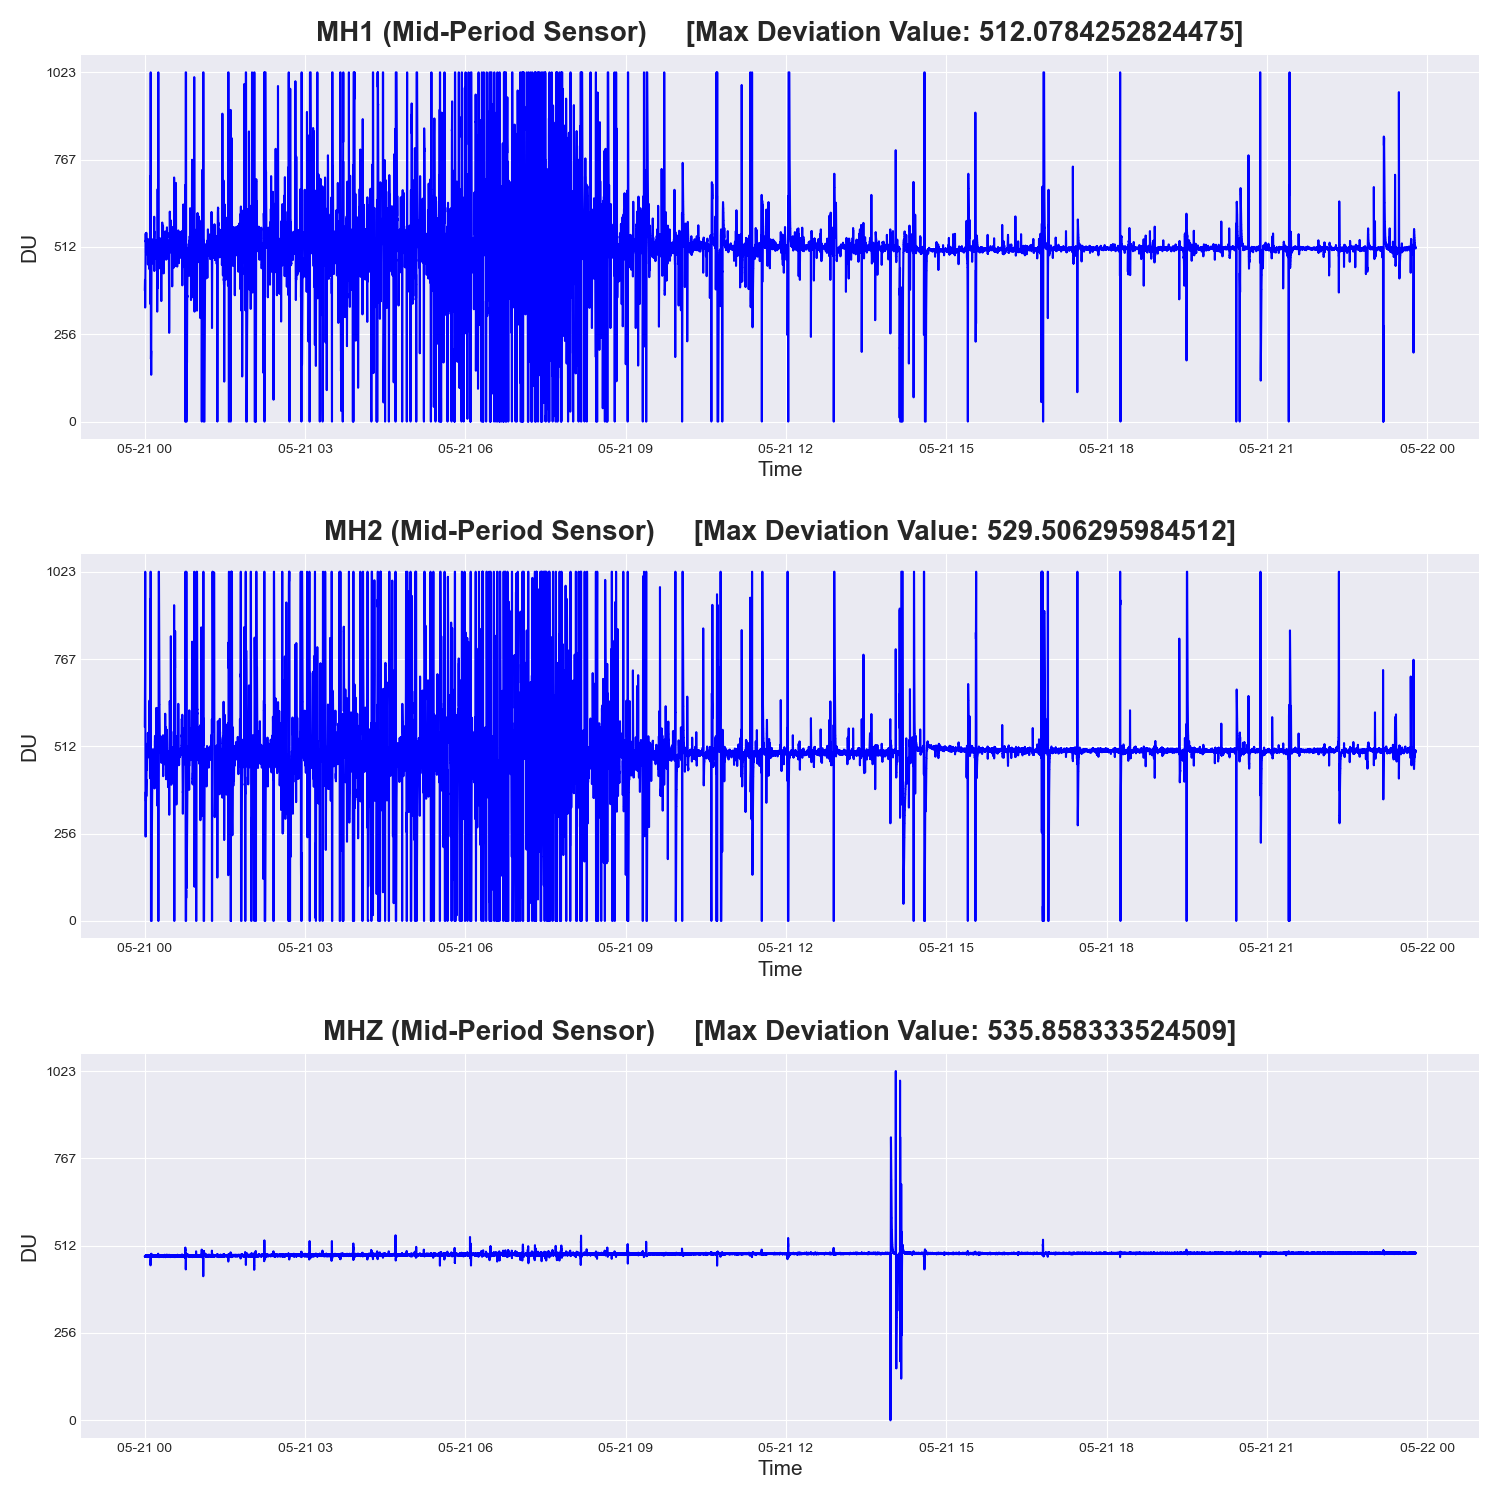 MH1 (Mid-Period Sensor) [Max Deviation Value: 512.0784252824475]
1023
767
512
256
0
DU
05-21 00 05-21 03 05-21 06 05-21 09 05-21 12 05-21 15 05-21 18 05-21 21 05-22 00
Time
MH2 (Mid-Period Sensor) [Max Deviation Value: 529.506295984512]
1023
767
512
256
0
DU
05-21 00 05-21 03 05-21 06 05-21 09 05-21 12 05-21 15 05-21 18 05-21 21 05-22 00
Time
MHZ (Mid-Period Sensor) [Max Deviation Value: 535.858333524509]
1023
767
512
256
0
DU
05-21 00 05-21 03 05-21 06 05-21 09 05-21 12 05-21 15 05-21 18 05-21 21 05-22 00
Time